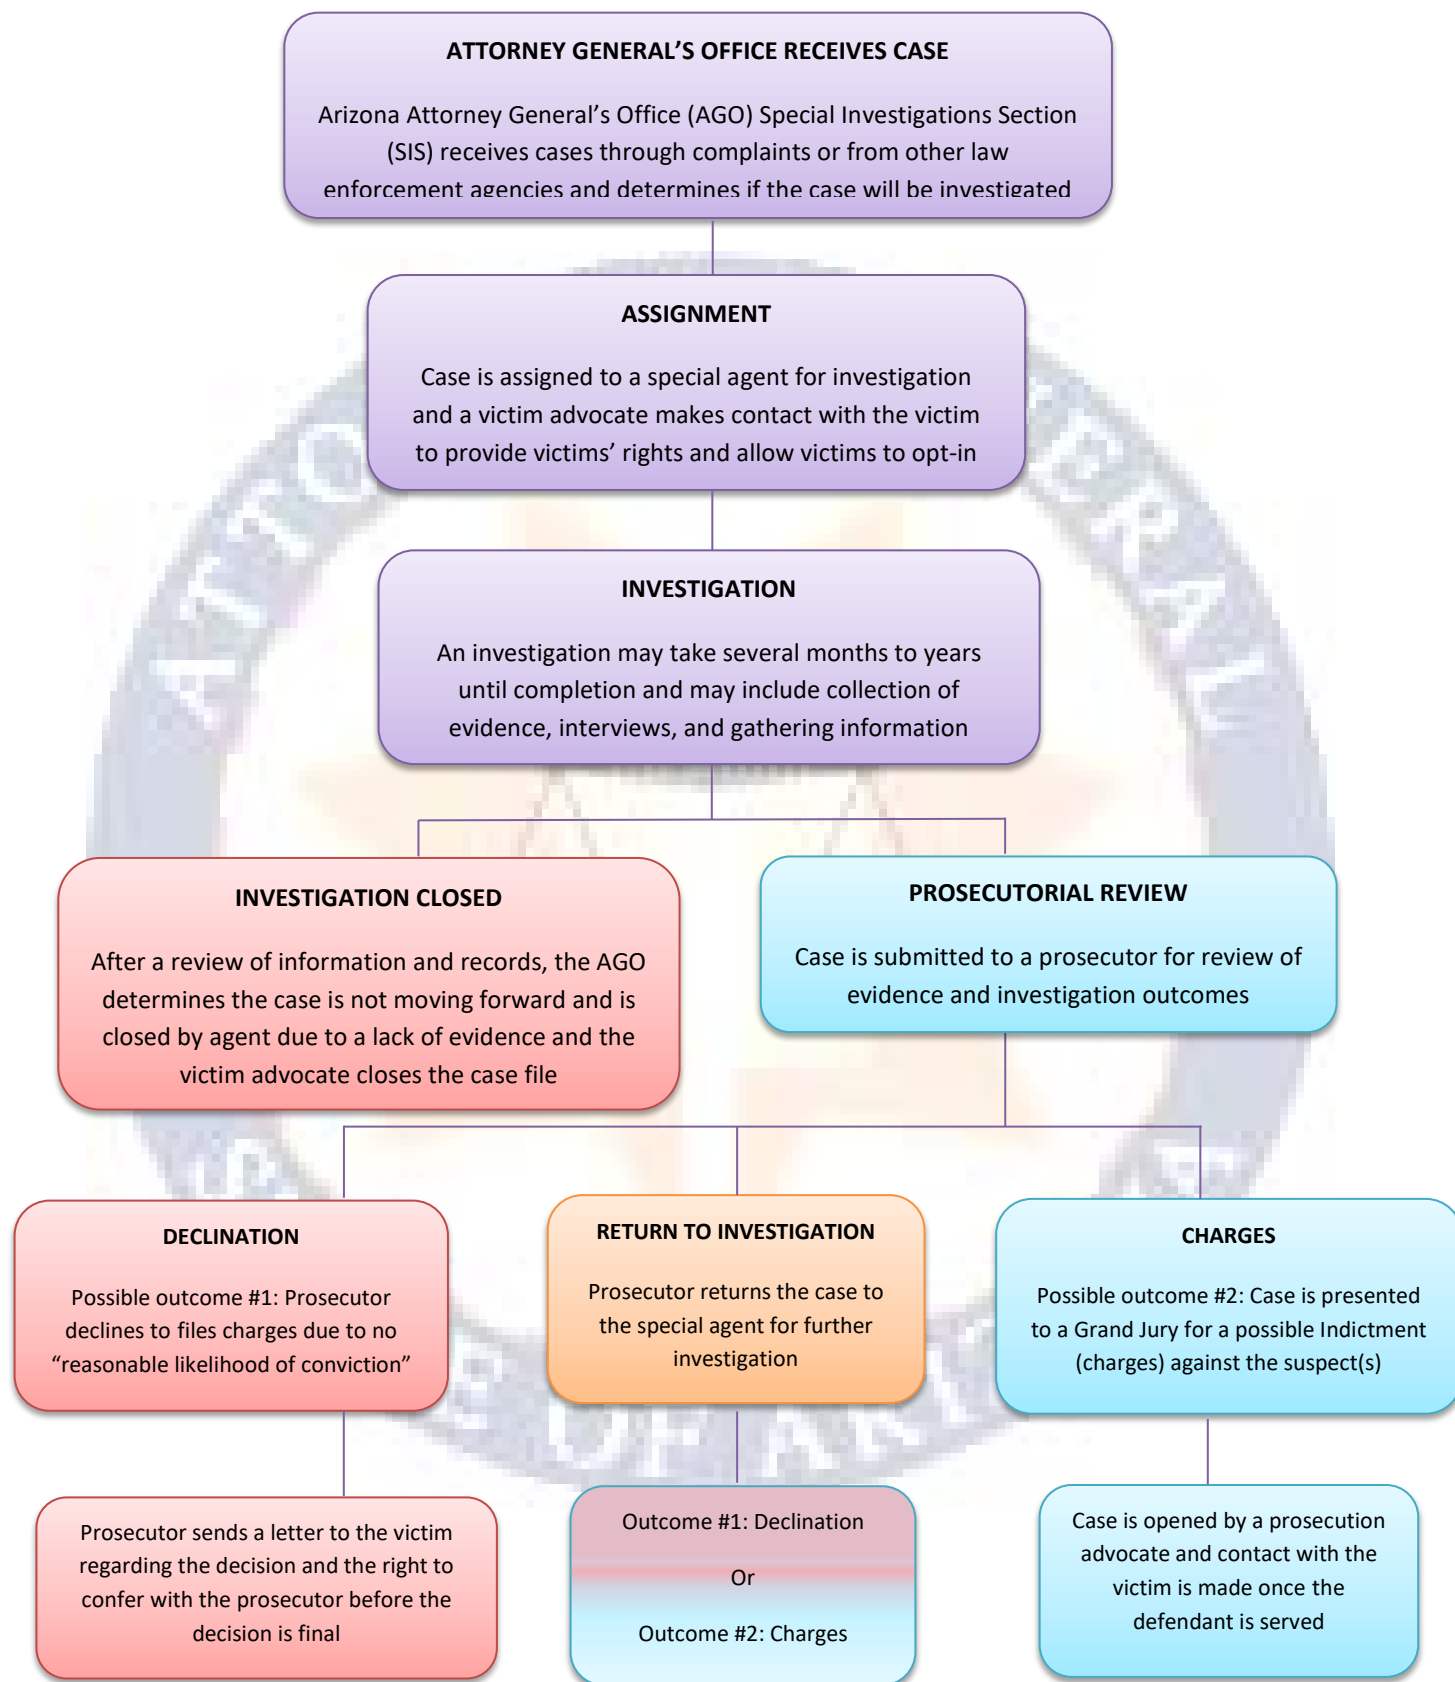 ATTORNEY GENERAL’S OFFICE RECEIVES CASE
Arizona Attorney General’s Office (AGO) Special Investigations Section
(SIS) receives cases through complaints or from other law
enforcement agencies and determines if the case will be investigated
ASSIGNMENT
Case is assigned to a special agent for investigation
and a victim advocate makes contact with the victim
to provide victims’ rights and allow victims to opt-in
INVESTIGATION
An investigation may take several months to years
until completion and may include collection of
evidence, interviews, and gathering information
INVESTIGATION CLOSED
After a review of information and records, the AGO
determines the case is not moving forward and is
closed by agent due to a lack of evidence and the
victim advocate closes the case file
PROSECUTORIAL REVIEW
Case is submitted to a prosecutor for review of
evidence and investigation outcomes
DECLINATION
Possible outcome #1: Prosecutor
declines to files charges due to no
“reasonable likelihood of conviction”
RETURN TO INVESTIGATION
Prosecutor returns the case to
the special agent for further
investigation
CHARGES
Possible outcome #2: Case is presented
to a Grand Jury for a possible Indictment
(charges) against the suspect(s)
Prosecutor sends a letter to the victim
regarding the decision and the right to
confer with the prosecutor before the
decision is final
Outcome #1: Declination
Or
Outcome #2: Charges
Case is opened by a prosecution
advocate and contact with the
victim is made once the
defendant is served